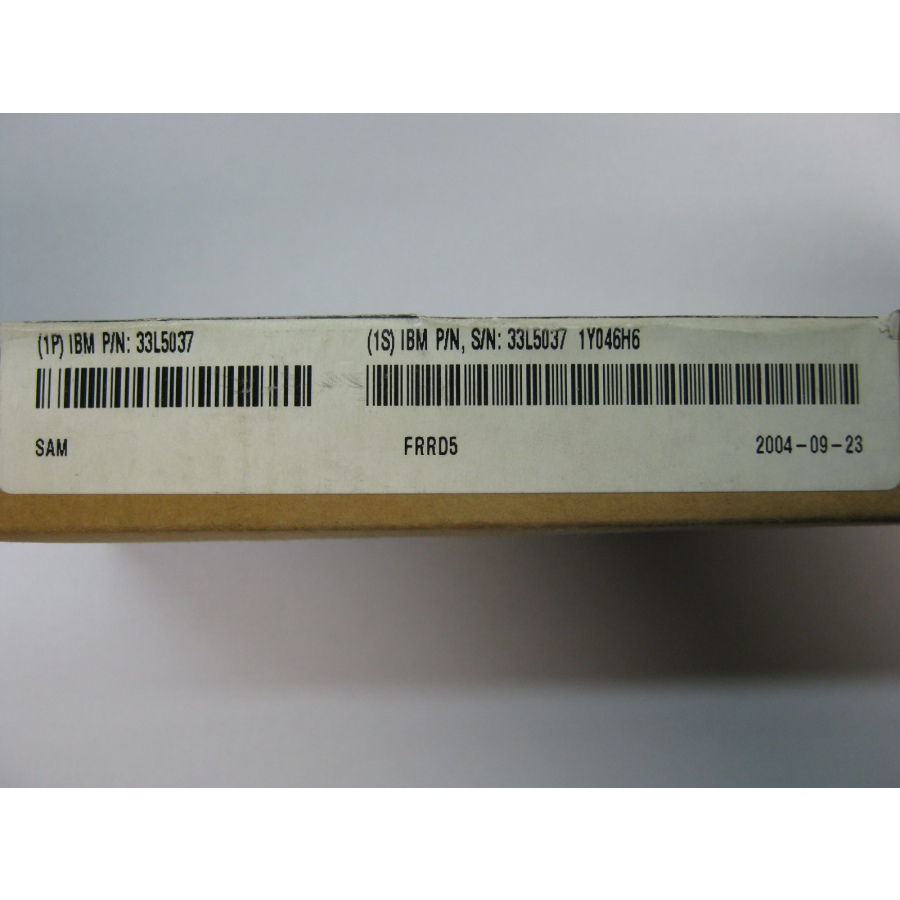 (1P) IBM P/N: 33L5037 (1S) IBM P/N, S/N: 33L5037 1Y046H6
SAM FRRD5 2004-09-23